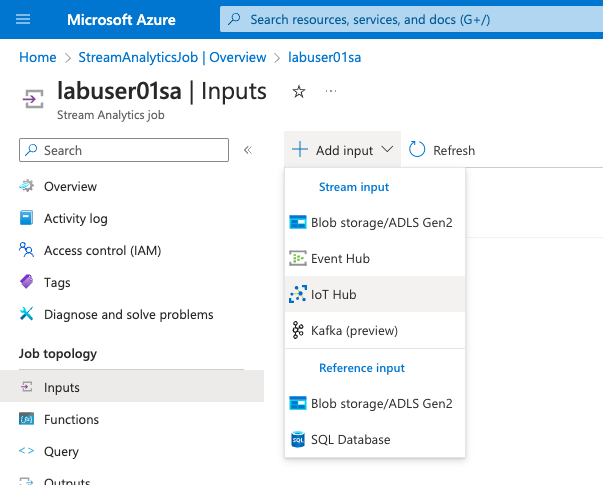 Microsoft Azure
Search resources, services, and docs (G+/)
Home > StreamAnalyticsJob | Overview > labuser01sa
labuser01sa | Inputs
Stream Analytics job
Search
Add input
Refresh
Overview
Activity log
Access control (IAM)
Tags
Diagnose and solve problems
Job topology
Inputs
Functions
Query
Outputs
Stream input
Blob storage/ADLS Gen2
Event Hub
IoT Hub
Kafka (preview)
Reference input
Blob storage/ADLS Gen2
SQL Database